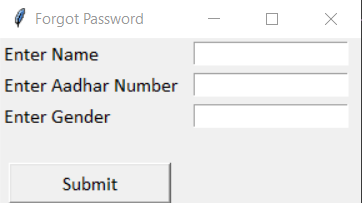 Forgot Password
Enter Name
Enter Aadhar Number
Enter Gender
Submit